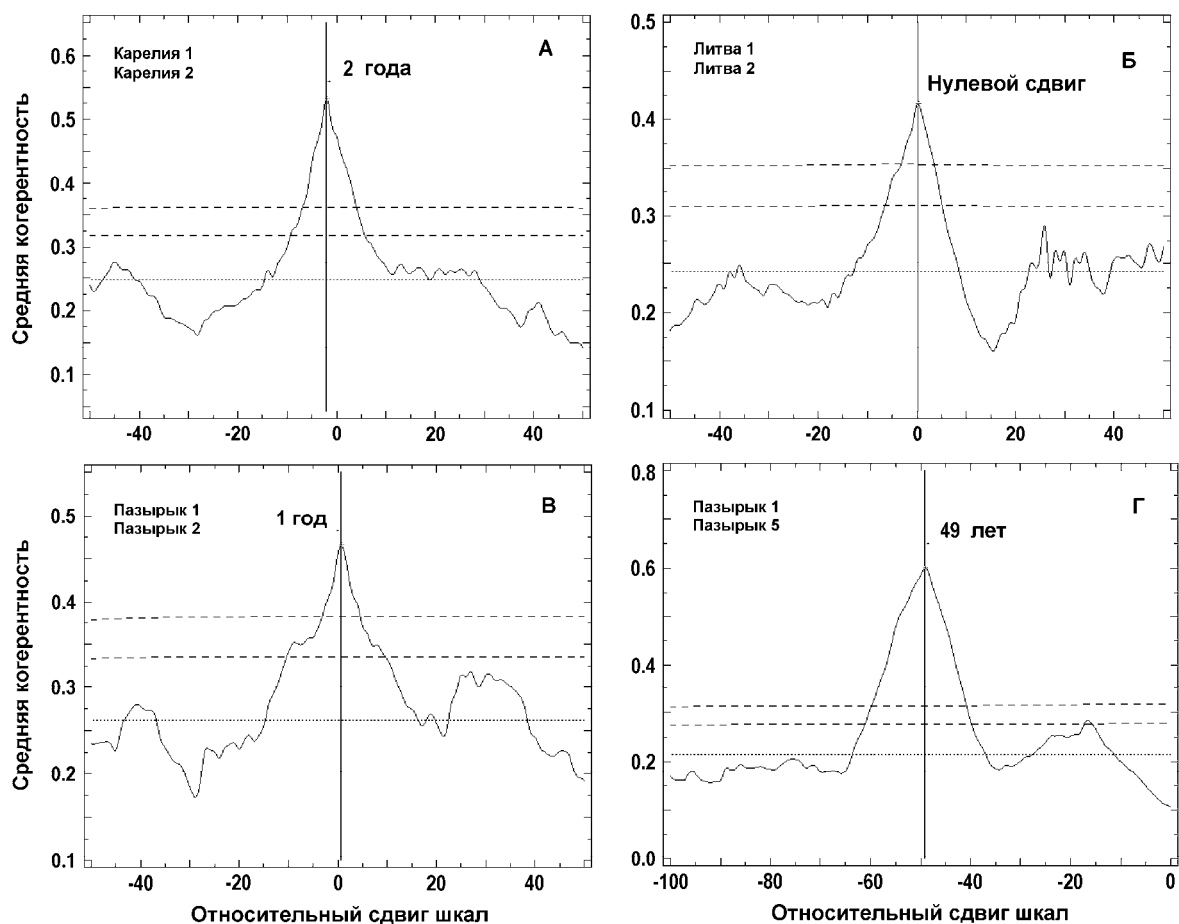 Средняя когерентность
0.6
0.5
0.4
0.3
0.2
0.1
Карелия 1
Карелия 2
А
2 года
-40 -20 0 20 40
0.5
0.4
0.3
0.2
0.1
Литва 1
Литва 2
Б
Нулевой сдвиг
-40 -20 0 20 40
Средняя когерентность
0.5
0.4
0.3
0.2
0.1
Пазырык 1
Пазырык 2
В
1 год
-40 -20 0 20 40
Относительный сдвиг шкал
0.8
0.6
0.4
0.2
0.0
Пазырык 1
Пазырык 5
Г
49 лет
-100 -80 -60 -40 -20 0
Относительный сдвиг шкал